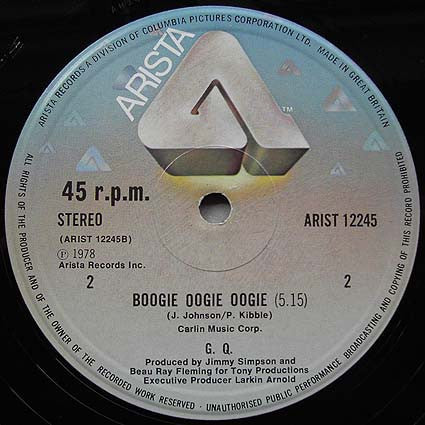 ARISTA RECORDS A DIVISION OF COLUMBIA PICTURES CORPORATION LTD. MADE IN GREAT BRITAIN
ARISTA
TM
45 r.p.m.
STEREO
ARIST 12245
(ARIST 12245B)
Ⓟ 1978
Arista Records Inc.
2
2
BOOGIE OOGIE OOGIE (5.15)
(J. Johnson/P. Kibble)
Carlin Music Corp.
G. Q.
Produced by Jimmy Simpson and
Beau Ray Fleming for Tony Productions
Executive Producer Larkin Arnold
ALL RIGHTS OF THE PRODUCER AND OF THE OWNER OF THE RECORDED WORK RESERVED · UNAUTHORISED PUBLIC PERFORMANCE BROADCASTING AND COPYING OF THIS RECORD PROHIBITED